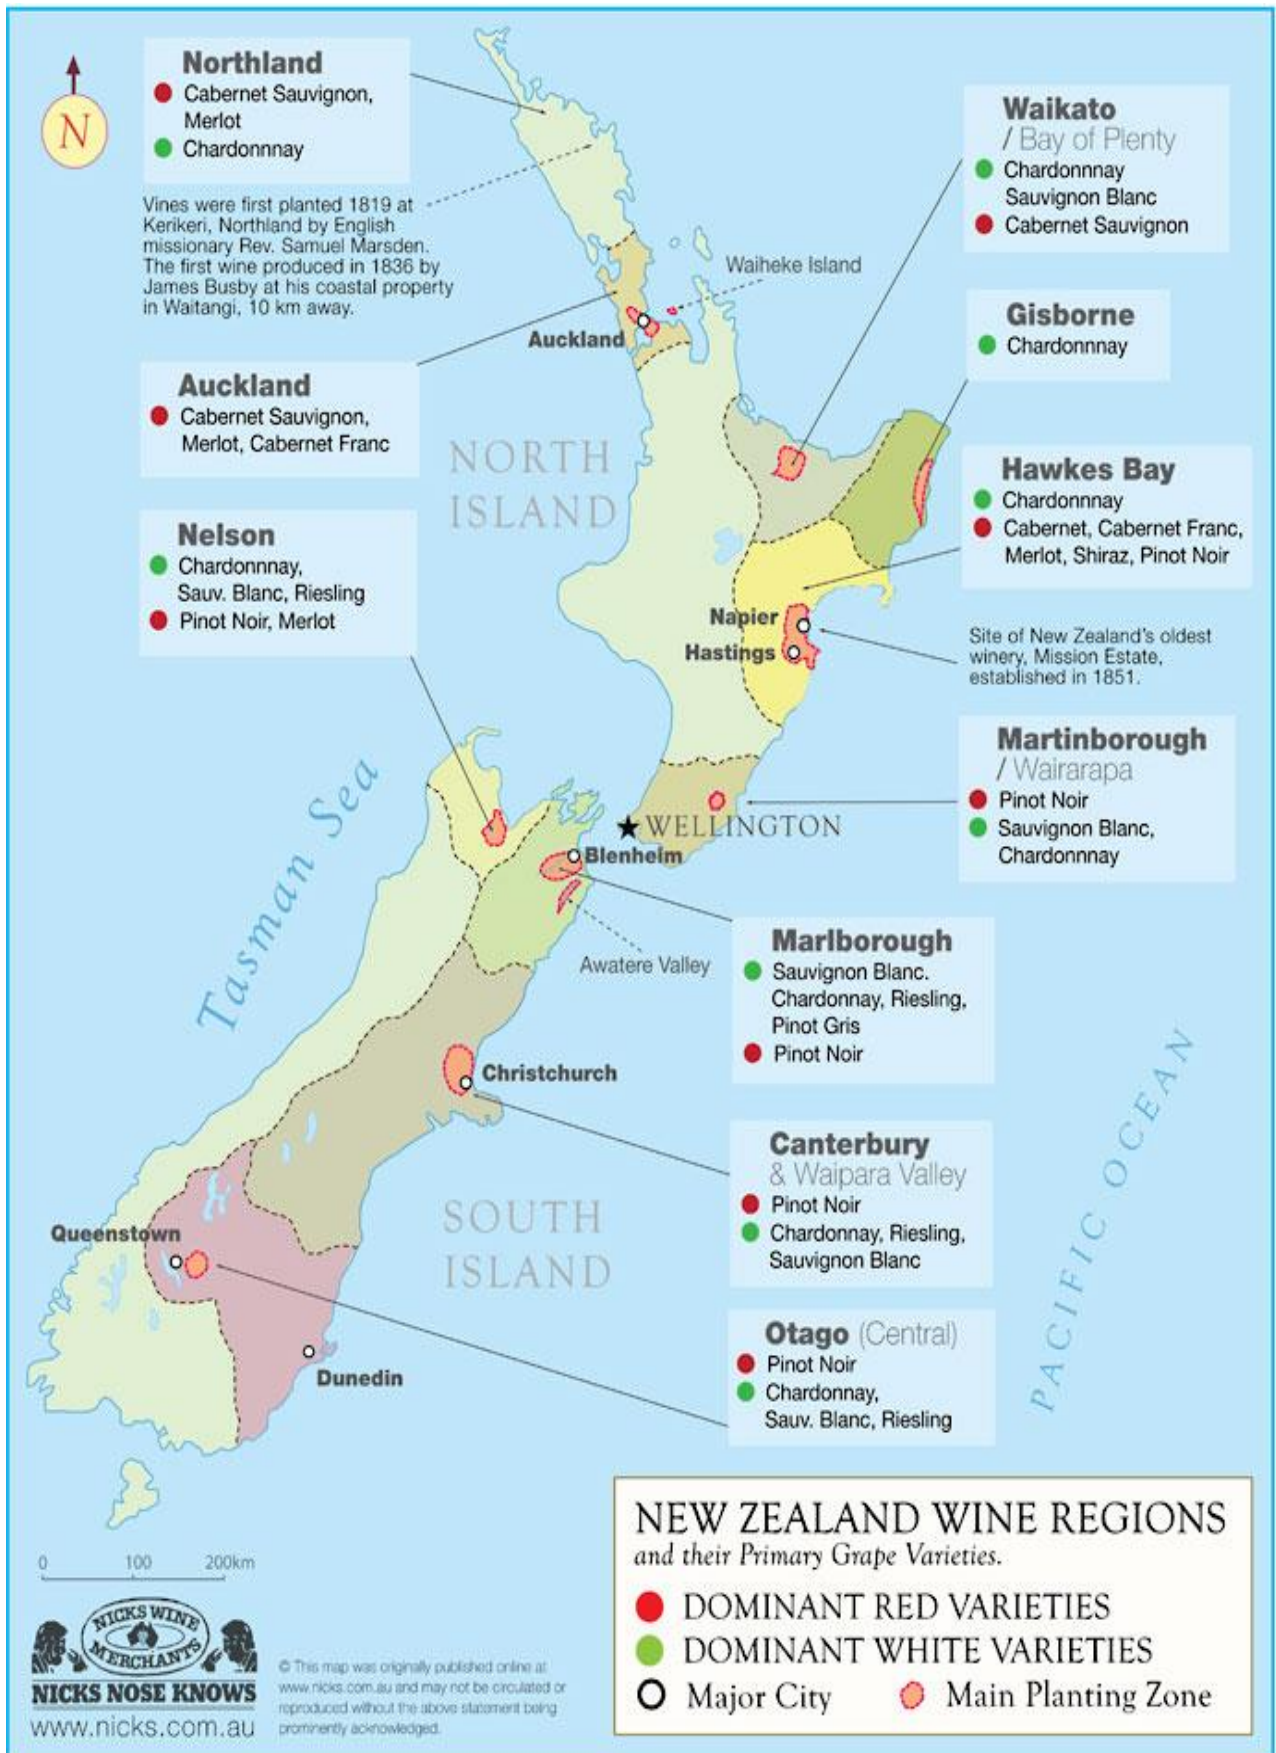 N
Northland
Cabernet Sauvignon,
Merlot
Chardonnnay
Vines were first planted 1819 at
Kerikeri, Northland by English
missionary Rev. Samuel Marsden.
The first wine produced in 1836 by
James Busby at his coastal property
in Waitangi, 10 km away.
Waikato
/ Bay of Plenty
Chardonnnay
Sauvignon Blanc
Cabernet Sauvignon
Waiheke Island
Auckland
Gisborne
Chardonnnay
Auckland
Cabernet Sauvignon,
Merlot, Cabernet Franc
NORTH
ISLAND
Hawkes Bay
Chardonnnay
Cabernet, Cabernet Franc,
Merlot, Shiraz, Pinot Noir
Nelson
Chardonnnay,
Sauv. Blanc, Riesling
Pinot Noir, Merlot
Napier
Hastings
Site of New Zealand's oldest
winery, Mission Estate,
established in 1851.
Martinborough
/ Wairarapa
Pinot Noir
Sauvignon Blanc,
Chardonnnay
Tasman Sea
WELLINGTON
Blenheim
Awatere Valley
Marlborough
Sauvignon Blanc.
Chardonnay, Riesling,
Pinot Gris
Pinot Noir
Christchurch
PACIFIC OCEAN
Canterbury
& Waipara Valley
Pinot Noir
Chardonnay, Riesling,
Sauvignon Blanc
SOUTH
ISLAND
Queenstown
Dunedin
Otago (Central)
Pinot Noir
Chardonnay,
Sauv. Blanc, Riesling
0 100 200km
NICKS WINE
MERCHANTS
NICKS NOSE KNOWS
www.nicks.com.au
© This map was originally published online at
www.nicks.com.au and may not be circulated or
reproduced without the above statement being
prominently acknowledged.
NEW ZEALAND WINE REGIONS
and their Primary Grape Varieties.
DOMINANT RED VARIETIES
DOMINANT WHITE VARIETIES
Major City
Main Planting Zone